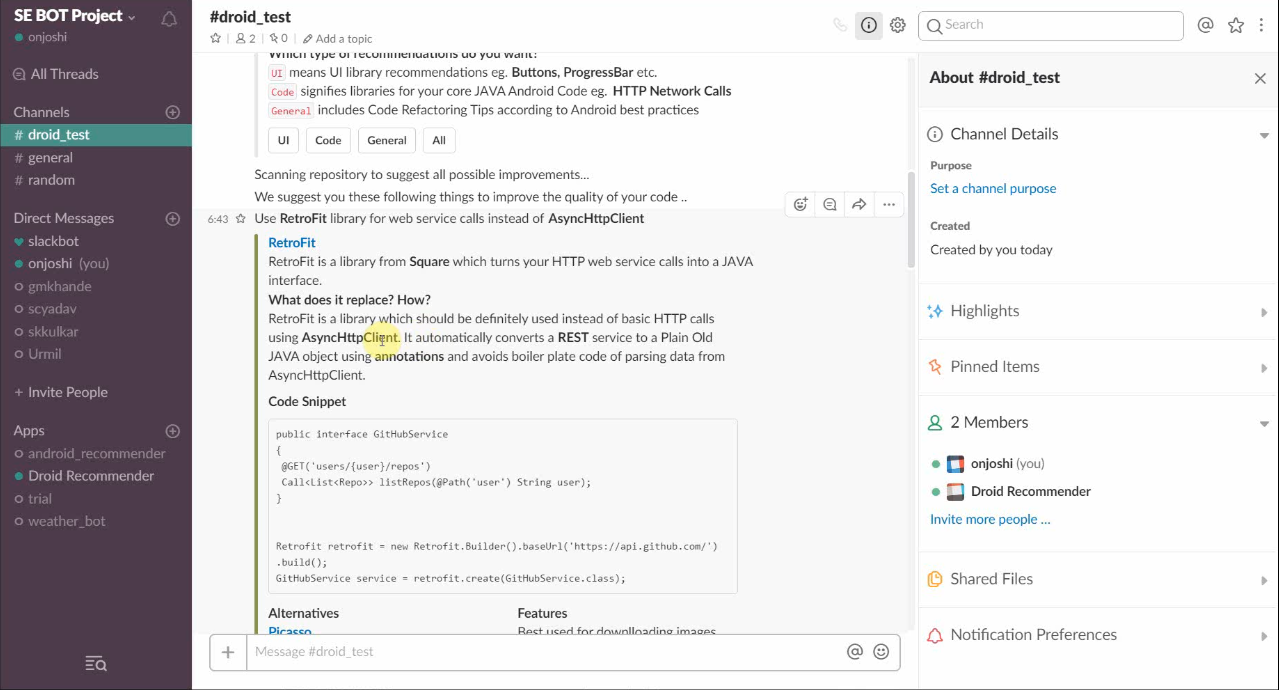 SE BOT Project
onjoshi
All Threads
Channels
# droid_test
# general
# random
Direct Messages
slackbot
onjoshi (you)
gmkhande
scyadav
skkulkar
Urmil
+ Invite People
Apps
android_recommender
Droid Recommender
trial
weather_bot
#droid_test
2
0
Add a topic
Search
Which type of recommendations do you want?
UI means UI library recommendations eg. Buttons, ProgressBar etc.
Code signifies libraries for your core JAVA Android Code eg. HTTP Network Calls
General includes Code Refactoring Tips according to Android best practices
UI Code General All
Scanning repository to suggest all possible improvements...
We suggest you these following things to improve the quality of your code ..
6:43 Use RetroFit library for web service calls instead of AsyncHttpClient
RetroFit
RetroFit is a library from Square which turns your HTTP web service calls into a JAVA
interface.
What does it replace? How?
RetroFit is a library which should be definitely used instead of basic HTTP calls
using AsyncHttpClient. It automatically converts a REST service to a Plain Old
JAVA object using annotations and avoids boiler plate code of parsing data from
AsyncHttpClient.
Code Snippet
public interface GitHubService
{
@GET('users/{user}/repos')
Call<List<Repo>> listRepos(@Path('user') String user);
}
Retrofit retrofit = new Retrofit.Builder().baseUrl('https://api.github.com/')
.build();
GitHubService service = retrofit.create(GitHubService.class);
Alternatives Features
Picasso Best used for downlloading images
Message #droid_test
About #droid_test
Channel Details
Purpose
Set a channel purpose
Created
Created by you today
Highlights
Pinned Items
2 Members
onjoshi (you)
Droid Recommender
Invite more people ...
Shared Files
Notification Preferences